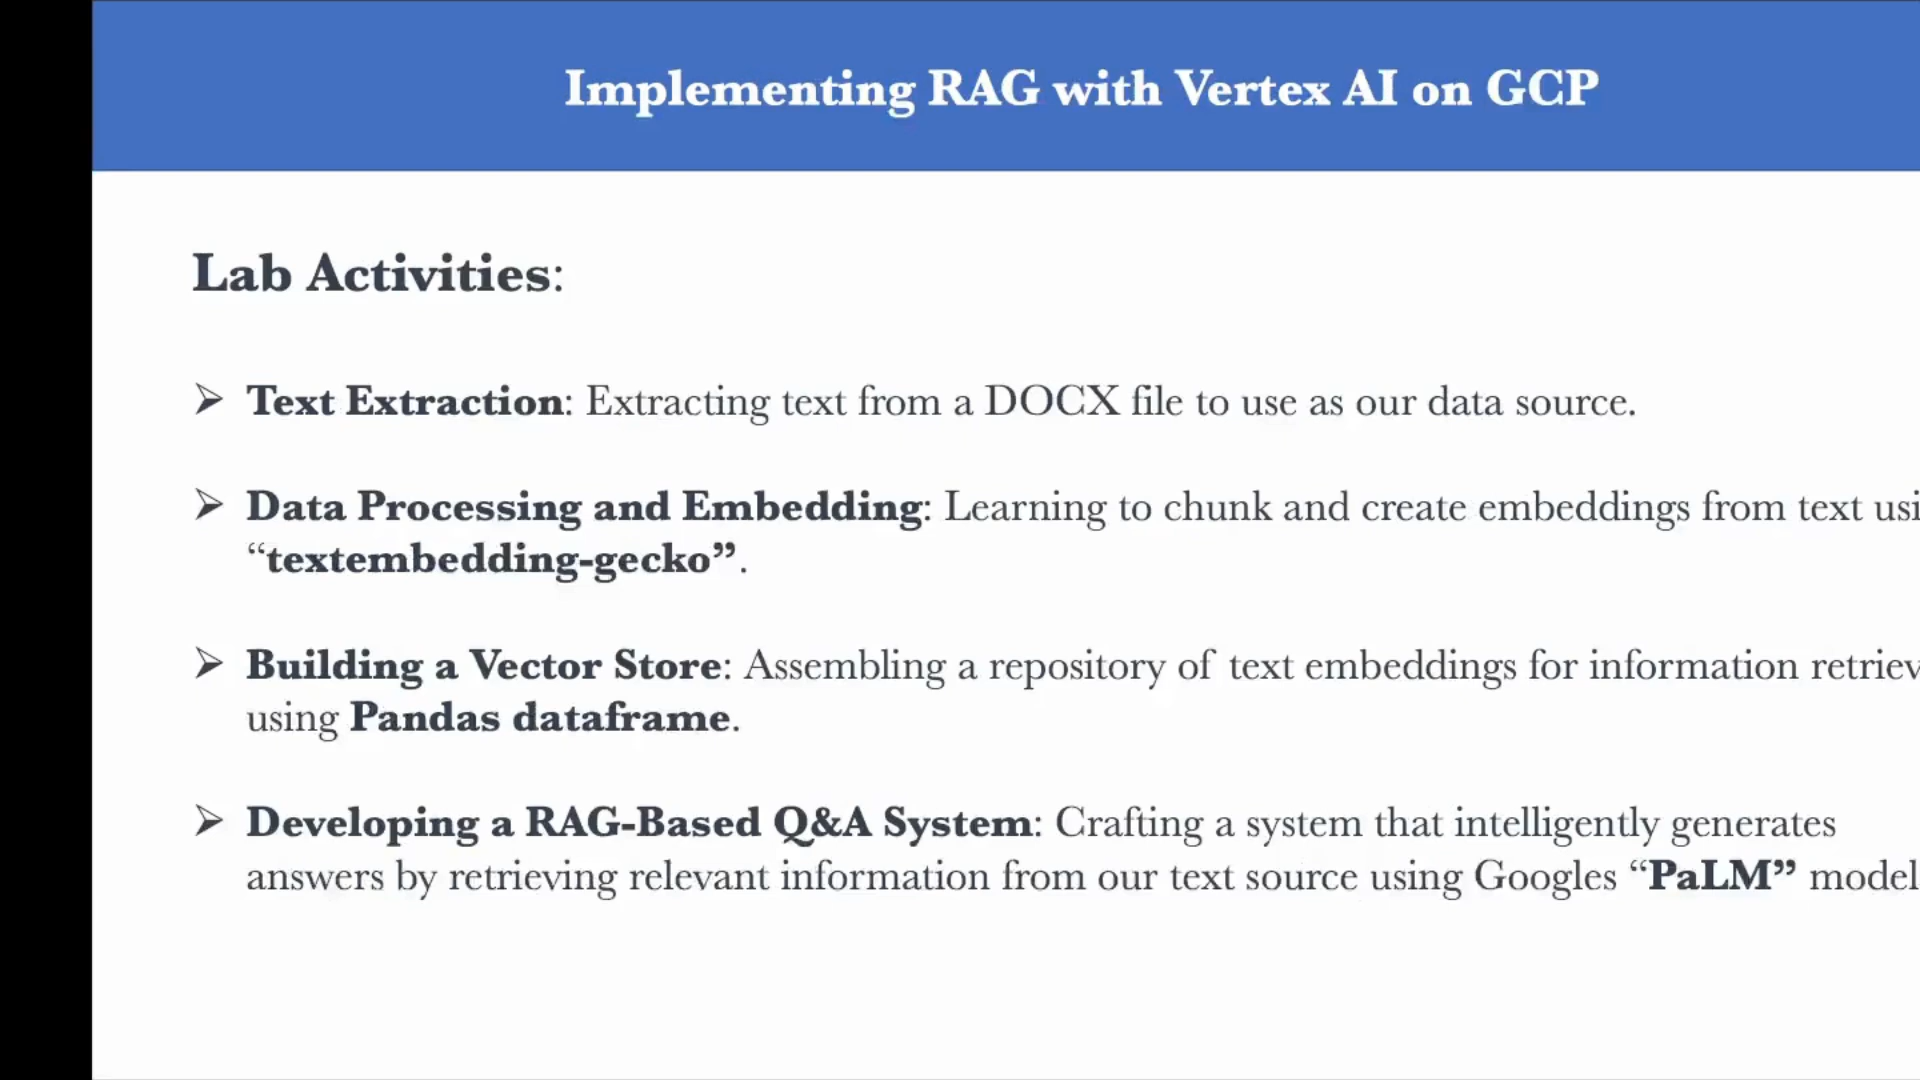 Implementing RAG with Vertex AI on GCP
Lab Activities:
➢ Text Extraction: Extracting text from a DOCX file to use as our data source.
➢ Data Processing and Embedding: Learning to chunk and create embeddings from text
“textembedding-gecko”.
➢ Building a Vector Store: Assembling a repository of text embeddings for information
using Pandas dataframe.
➢ Developing a RAG-Based Q&A System: Crafting a system that intelligently generates
answers by retrieving relevant information from our text source using Googles “PaLM” model